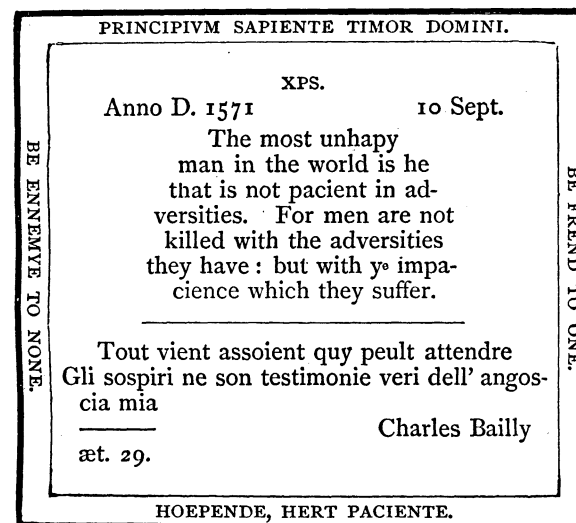 PRINCIPIVM SAPIENTE TIMOR DOMINI.
BE ENNEMYE TO NONE.
XPS.
Anno D. 1571 10 Sept.
The most unhapy
man in the world is he
that is not pacient in ad-
versities. For men are not
killed with the adversities
they have : but with yᵉ impa-
cience which they suffer.
Tout vient assoient quy peult attendre
Gli sospiri ne son testimonie veri dell' angos-
cia mia
Charles Bailly
æt. 29.
BE FREND TO ONE.
HOEPENDE, HERT PACIENTE.